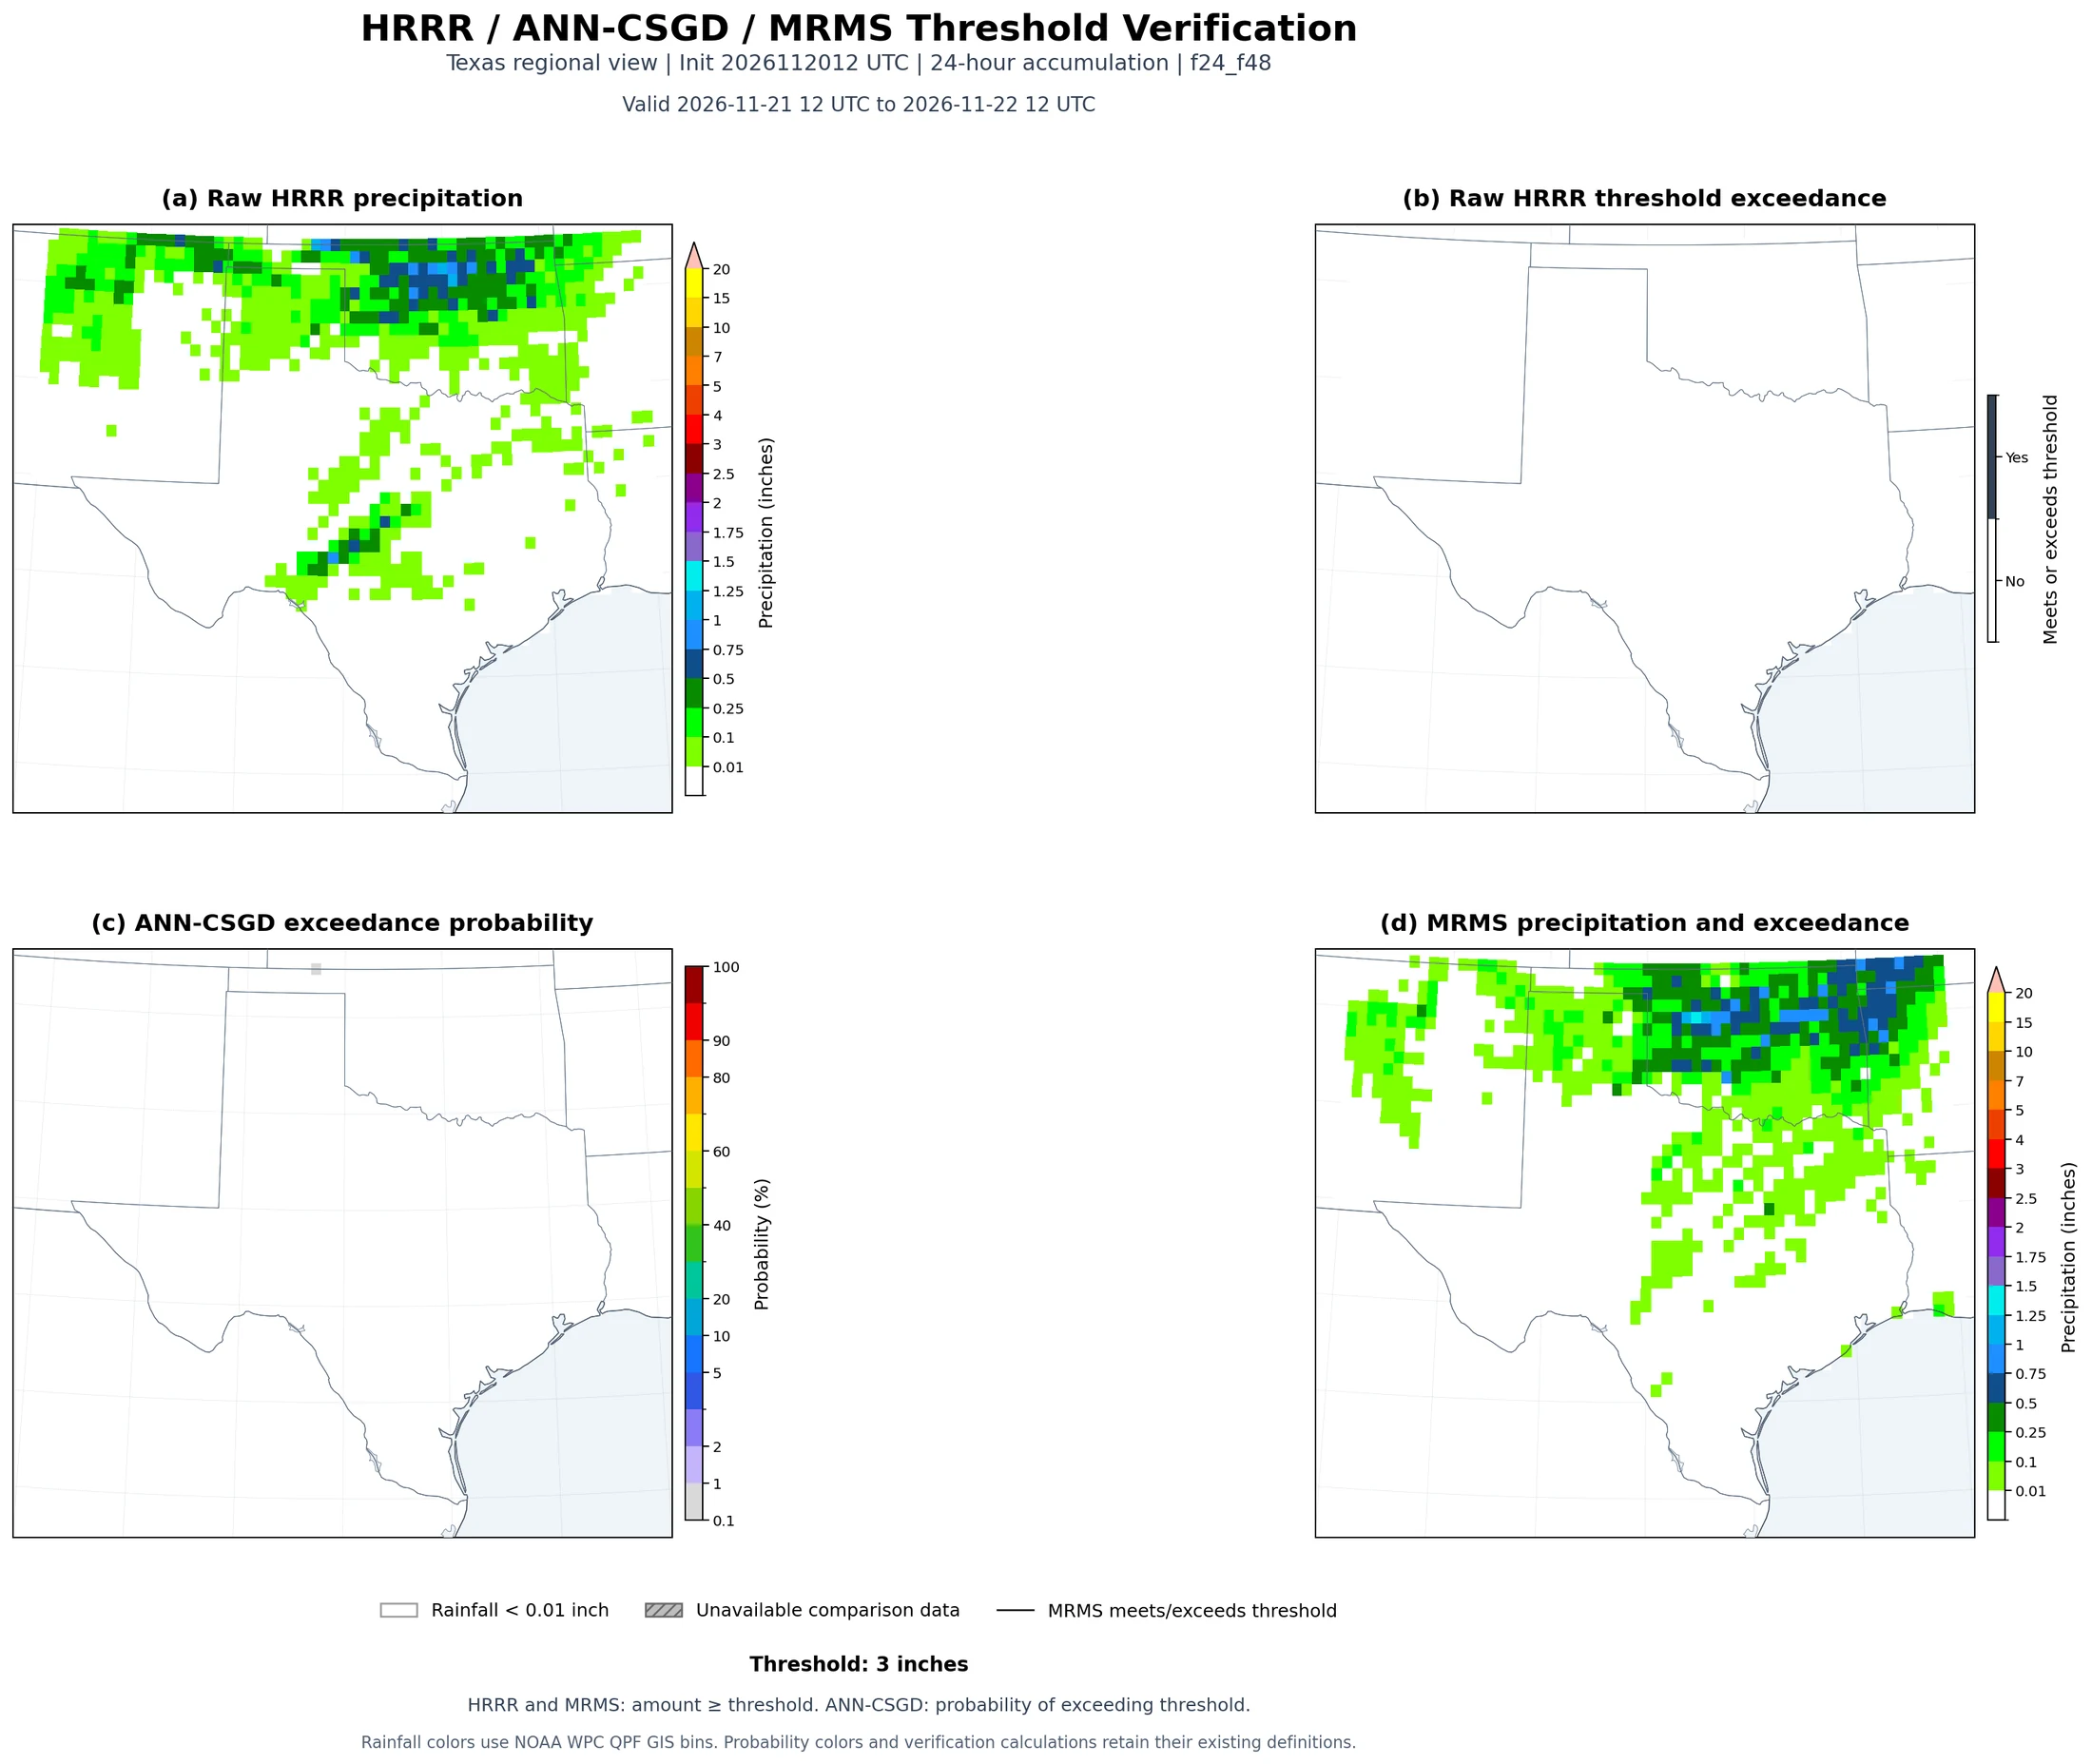 HRRR / ANN-CSGD / MRMS Threshold Verification
Texas regional view | Init 2026112012 UTC | 24-hour accumulation | f24_f48
Valid 2026-11-21 12 UTC to 2026-11-22 12 UTC
(a) Raw HRRR precipitation
20
15
10
7
5
4
3
2.5
2
1.75
1.5
1.25
1
0.75
0.5
0.25
0.1
0.01
Precipitation (inches)
(b) Raw HRRR threshold exceedance
Yes
No
Meets or exceeds threshold
(c) ANN-CSGD exceedance probability
100
90
80
60
40
20
10
5
2
1
0.1
Probability (%)
(d) MRMS precipitation and exceedance
20
15
10
7
5
4
3
2.5
2
1.75
1.5
1.25
1
0.75
0.5
0.25
0.1
0.01
Precipitation (inches)
Rainfall < 0.01 inch
Unavailable comparison data
MRMS meets/exceeds threshold
Threshold: 3 inches
HRRR and MRMS: amount ≥ threshold. ANN-CSGD: probability of exceeding threshold.
Rainfall colors use NOAA WPC QPF GIS bins. Probability colors and verification calculations retain their existing definitions.